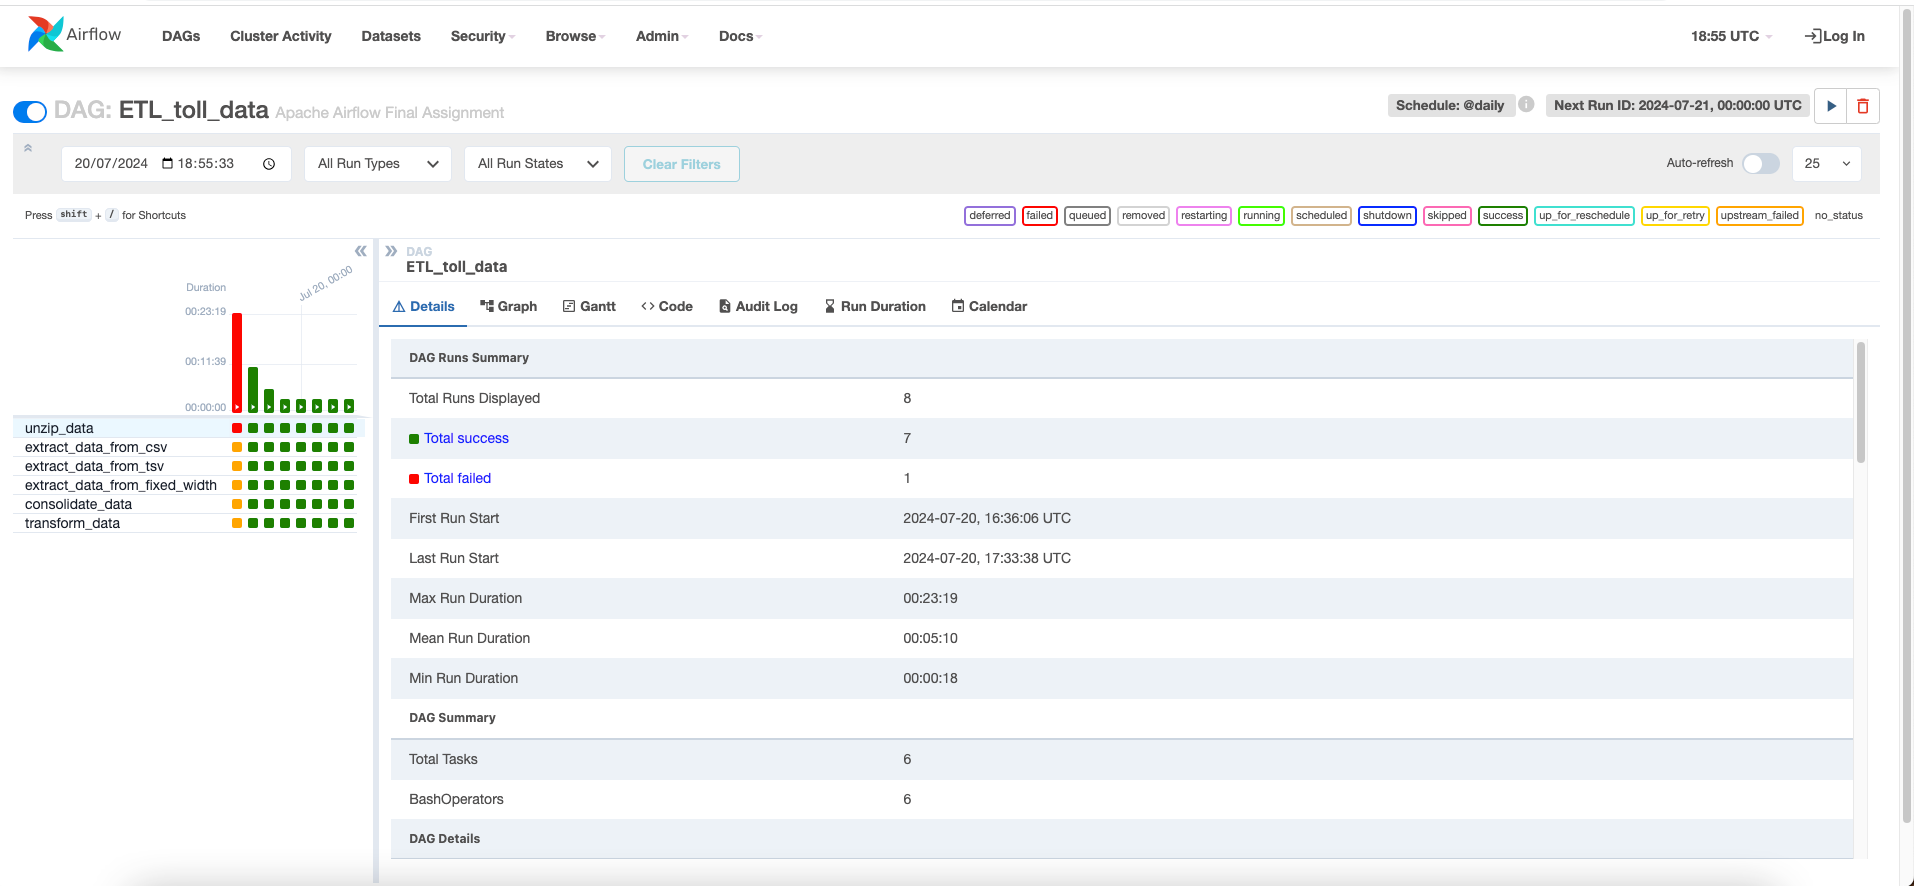 Airflow DAGs Cluster Activity Datasets Security Browse Admin Docs 18:55 UTC Log In
DAG: ETL_toll_data Apache Airflow Final Assignment Schedule: @daily Next Run ID: 2024-07-21, 00:00:00 UTC
20/07/2024 18:55:33 All Run Types All Run States Clear Filters Auto-refresh 25
Press shift + / for Shortcuts deferred failed queued removed restarting running scheduled shutdown skipped success up_for_reschedule up_for_retry upstream_failed no_status
Duration
Jul 20, 00:00
00:23:19
00:11:39
00:00:00
unzip_data
extract_data_from_csv
extract_data_from_tsv
extract_data_from_fixed_width
consolidate_data
transform_data
DAG
ETL_toll_data
Details Graph Gantt Code Audit Log Run Duration Calendar
DAG Runs Summary
Total Runs Displayed 8
Total success 7
Total failed 1
First Run Start 2024-07-20, 16:36:06 UTC
Last Run Start 2024-07-20, 17:33:38 UTC
Max Run Duration 00:23:19
Mean Run Duration 00:05:10
Min Run Duration 00:00:18
DAG Summary
Total Tasks 6
BashOperators 6
DAG Details